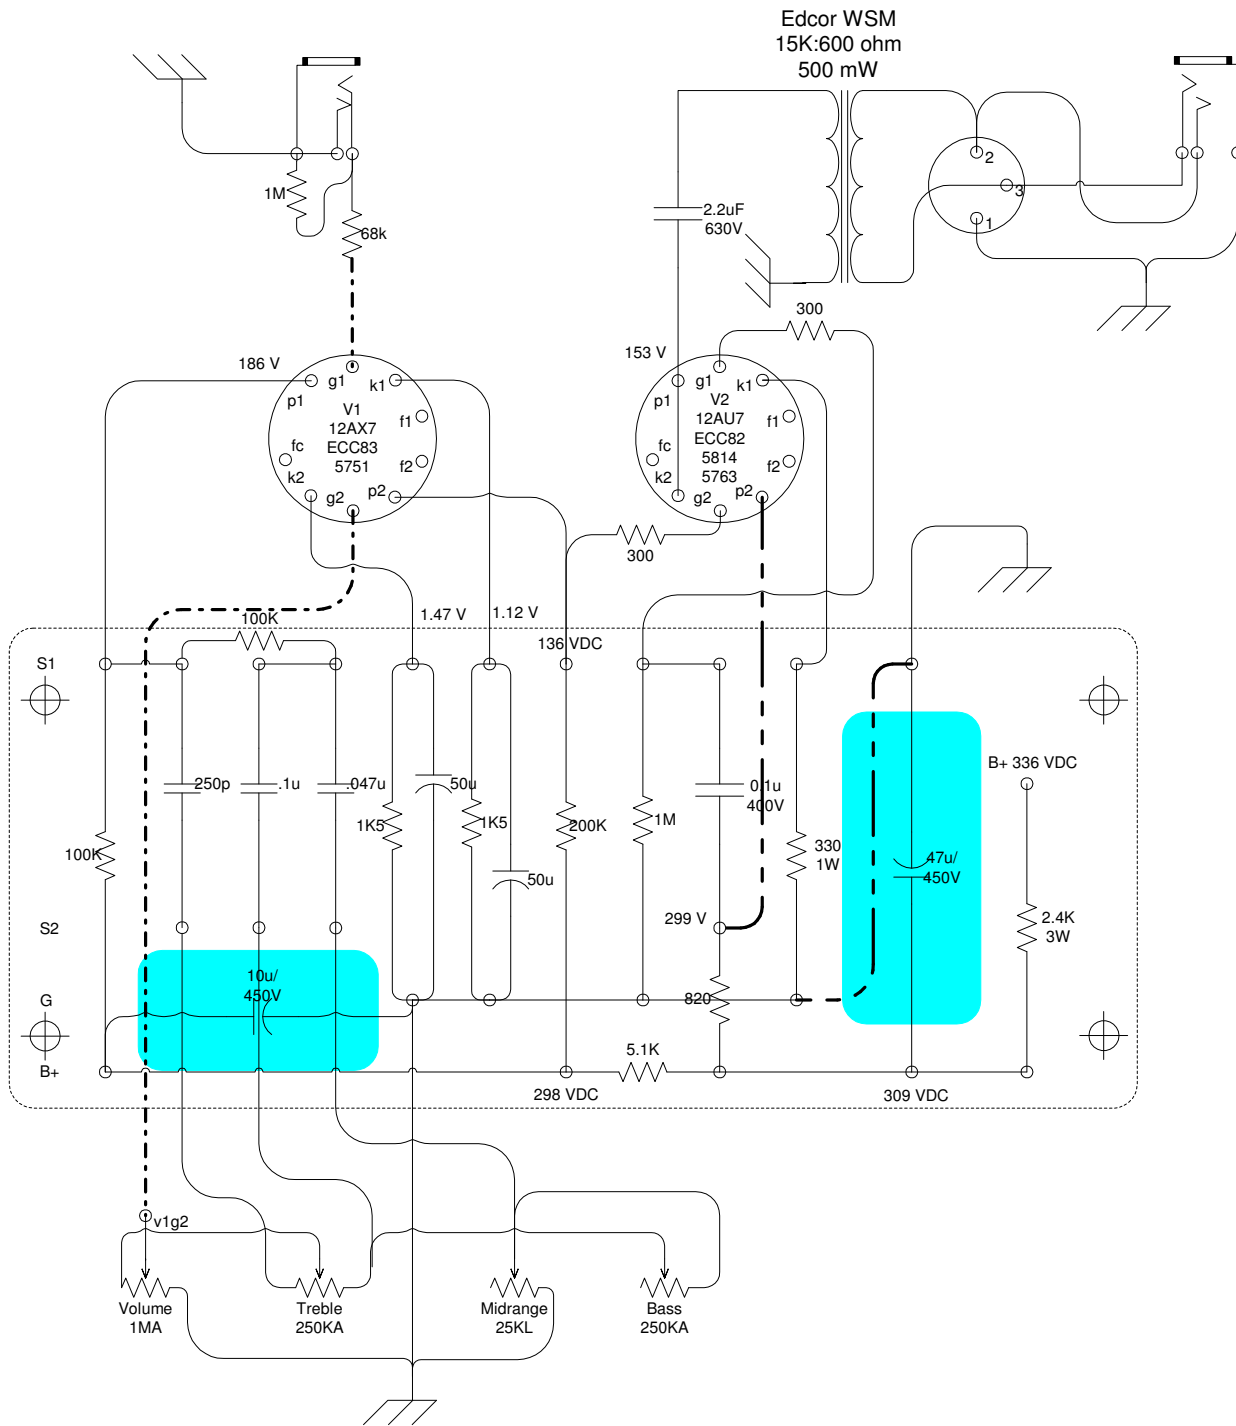 Edcor WSM
15K:600 ohm
500 mW
1M
68k
2.2uF
630V
2
3
1
300
186 V
153 V
g1
k1
p1
V1
12AX7
ECC83
5751
f1
fc
f2
k2
g2
p2
g1
k1
p1
V2
12AU7
ECC82
5814
5763
f1
fc
f2
k2
g2
p2
300
100K
1.47 V
1.12 V
136 VDC
S1
B+ 336 VDC
250p
.1u
.047u
50u
0.1u
400V
1K5
1K5
200K
1M
100K
330
1W
47u/
450V
50u
2.4K
3W
299 V
S2
10u/
450V
820
G
5.1K
B+
298 VDC
309 VDC
v1g2
Volume
1MA
Treble
250KA
Midrange
25KL
Bass
250KA